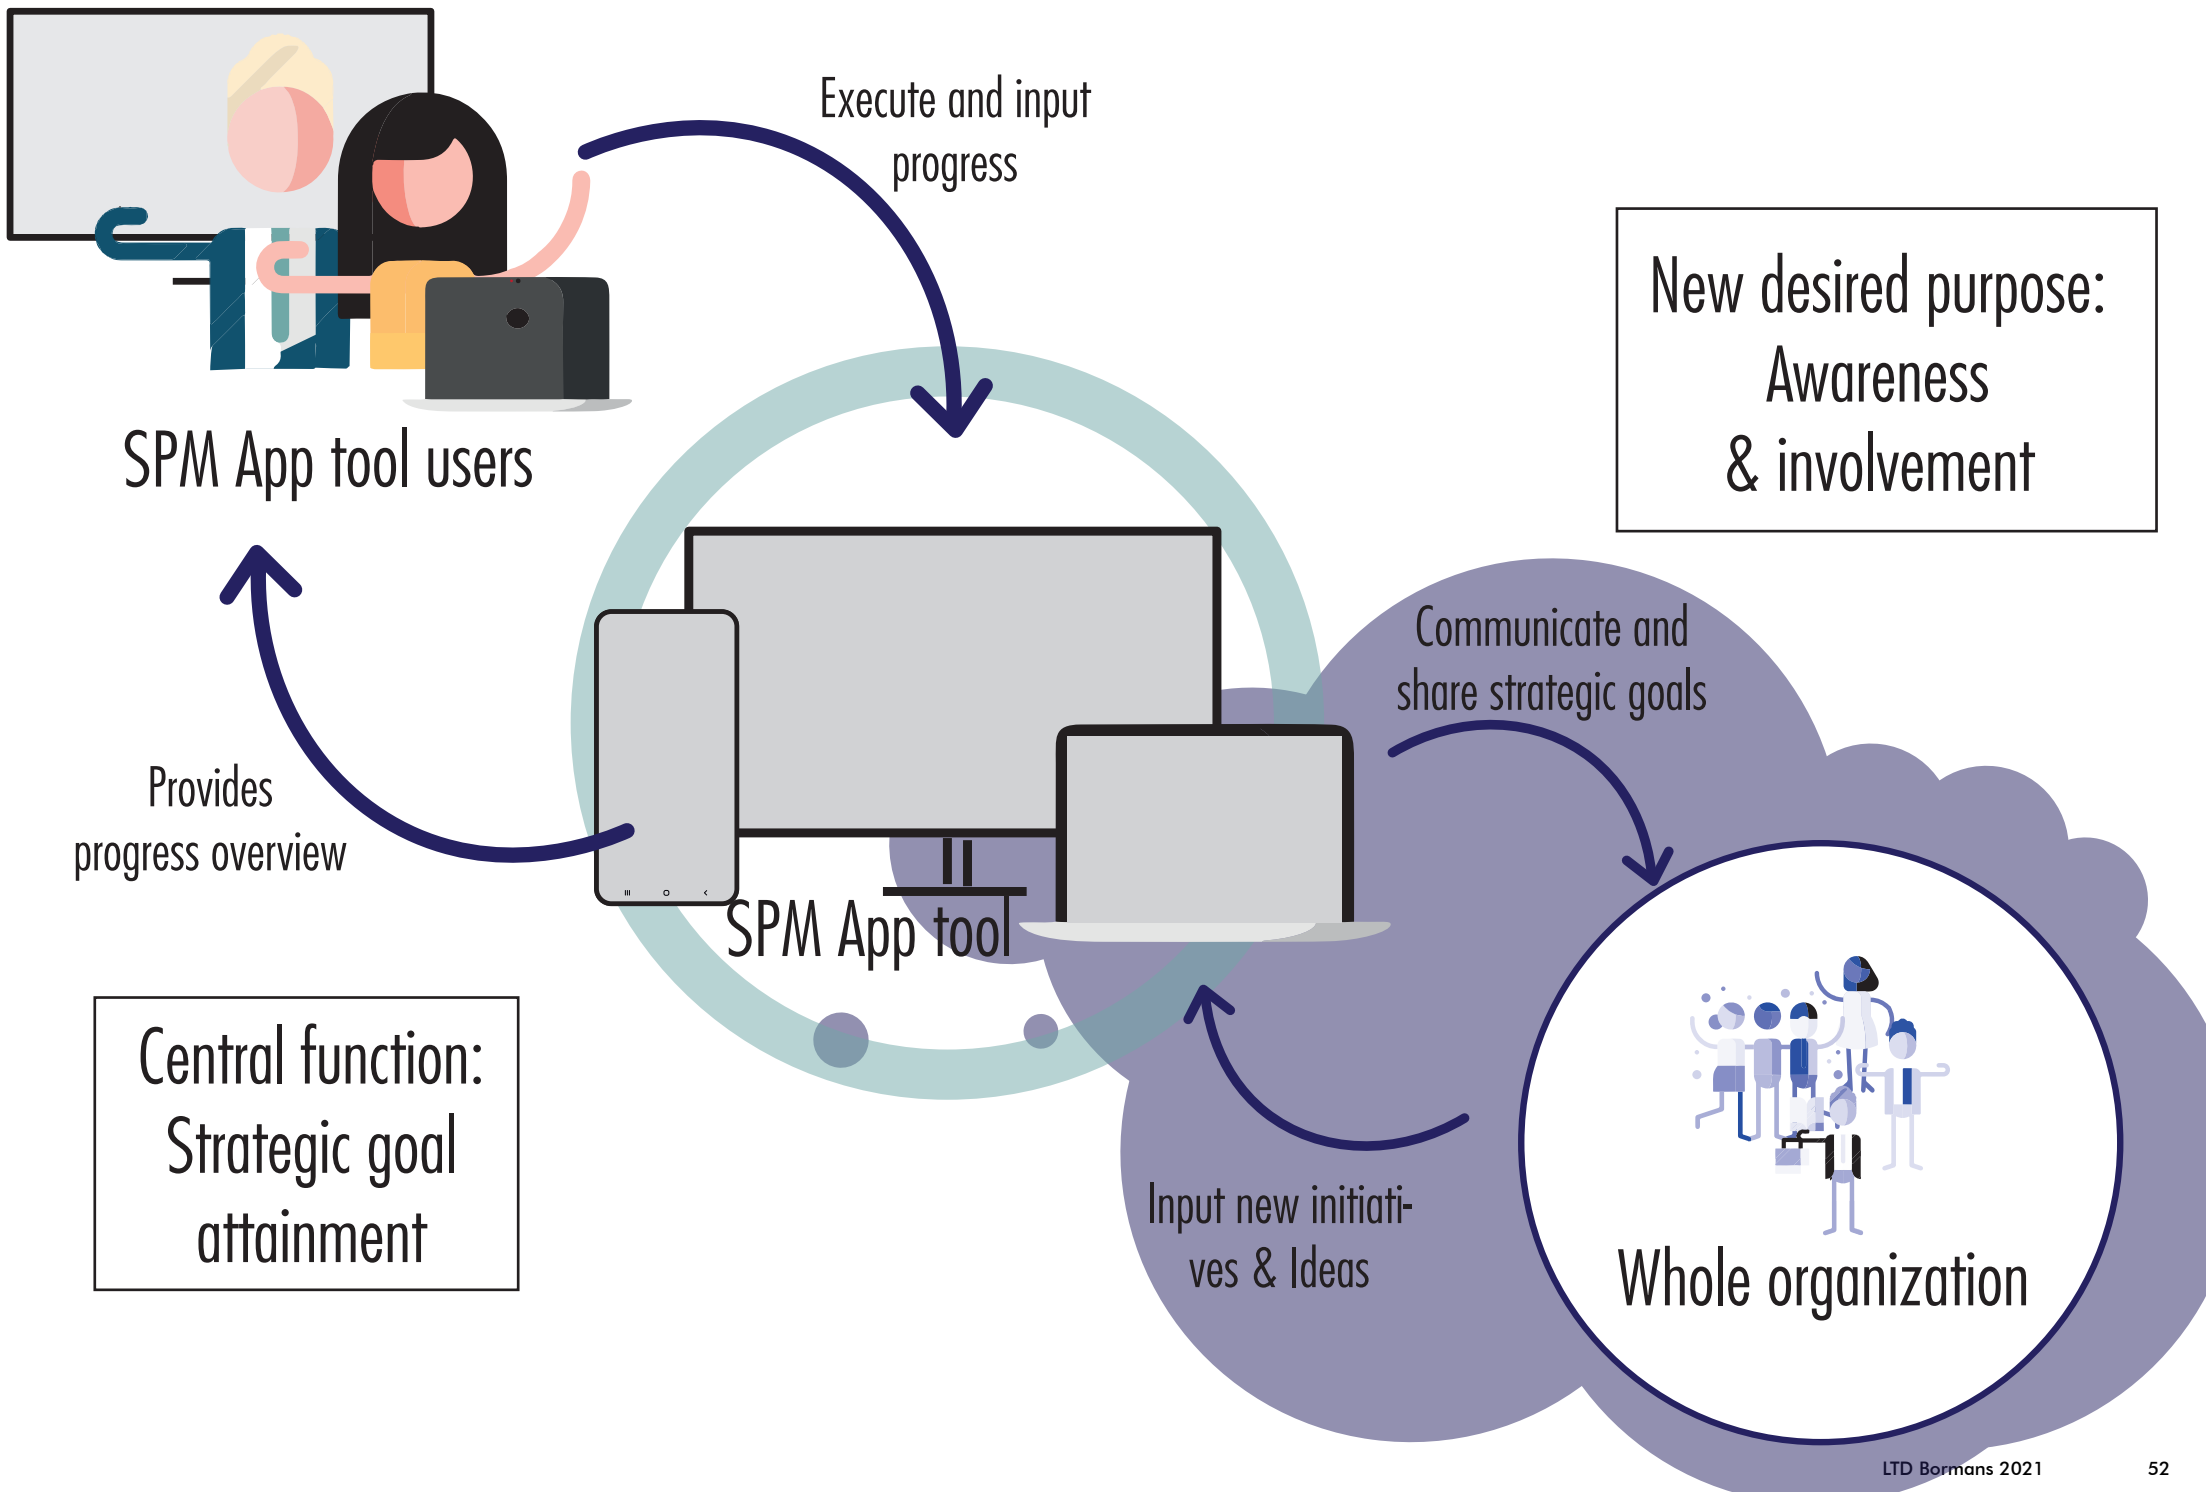 Execute and input
progress
SPM App tool users
New desired purpose:
Awareness
& involvement
Communicate and
share strategic goals
Provides
progress overview
SPM App tool
Central function:
Strategic goal
attainment
Input new initiati-
ves & Ideas
Whole organization
LTD Bormans 2021
52